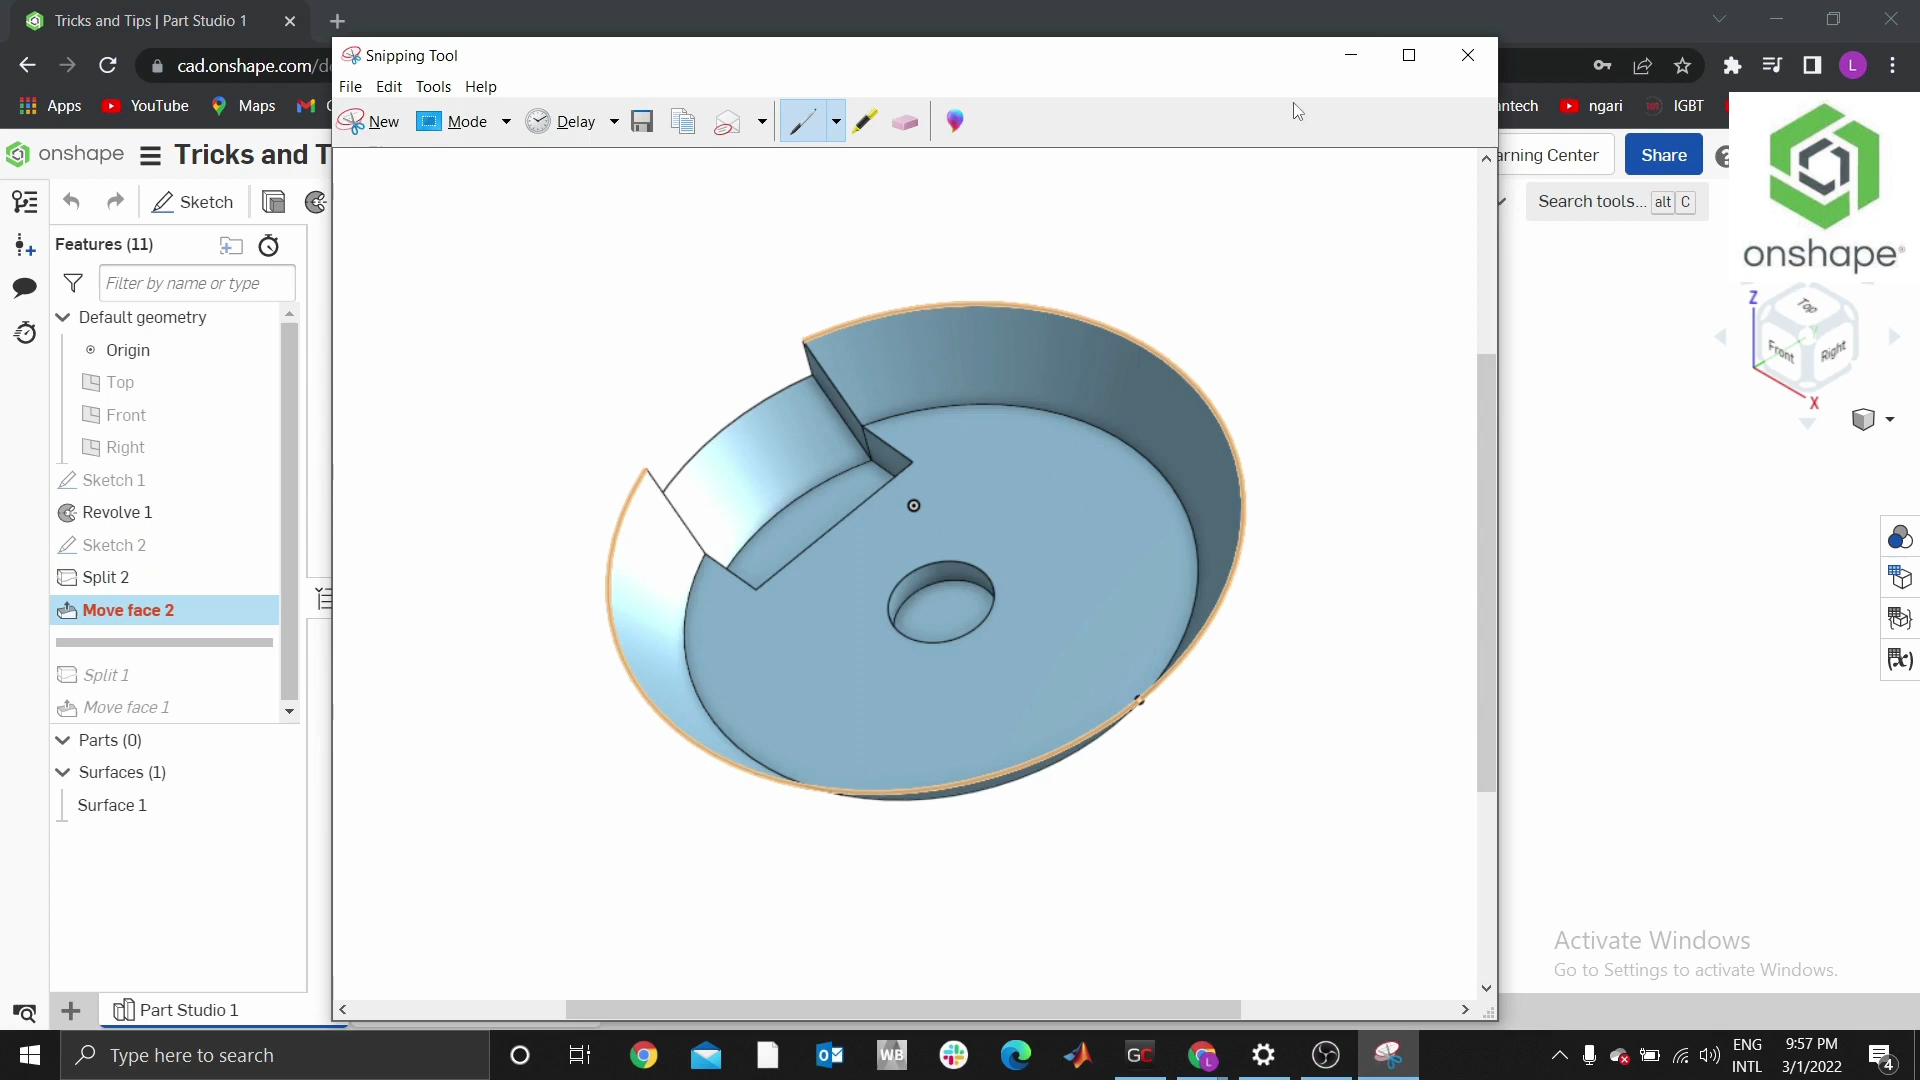 Tricks and Tips | Part Studio 1
Snipping Tool
cad.onshape.com/d
L
File Edit Tools Help
Apps YouTube Maps
ntech ngari IGBT
New Mode Delay
onshape Tricks and T
rning Center Share
onshape
Sketch
Search tools... alt C
Features (11)
Filter by name or type
Default geometry
Origin
Top
Front
Right
Sketch 1
Revolve 1
Sketch 2
Split 2
Move face 2
Split 1
Move face 1
Parts (0)
Surfaces (1)
Surface 1
Z
Top
Front
Right
X
(x)
Activate Windows
Go to Settings to activate Windows.
Part Studio 1
Type here to search
WB
GC
L
ENG
INTL
9:57 PM
3/1/2022
4